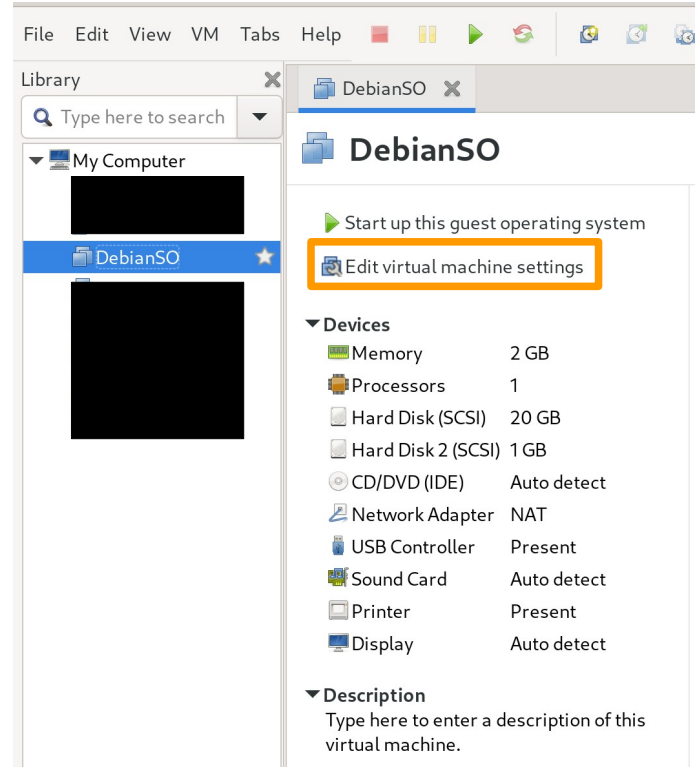 File Edit View VM Tabs Help
Library
DebianSO
Type here to search
DebianSO
My Computer
Start up this guest operating system
DebianSO
Edit virtual machine settings
Devices
Memory 2 GB
Processors 1
Hard Disk (SCSI) 20 GB
Hard Disk 2 (SCSI) 1 GB
CD/DVD (IDE) Auto detect
Network Adapter NAT
USB Controller Present
Sound Card Auto detect
Printer Present
Display Auto detect
Description
Type here to enter a description of this
virtual machine.